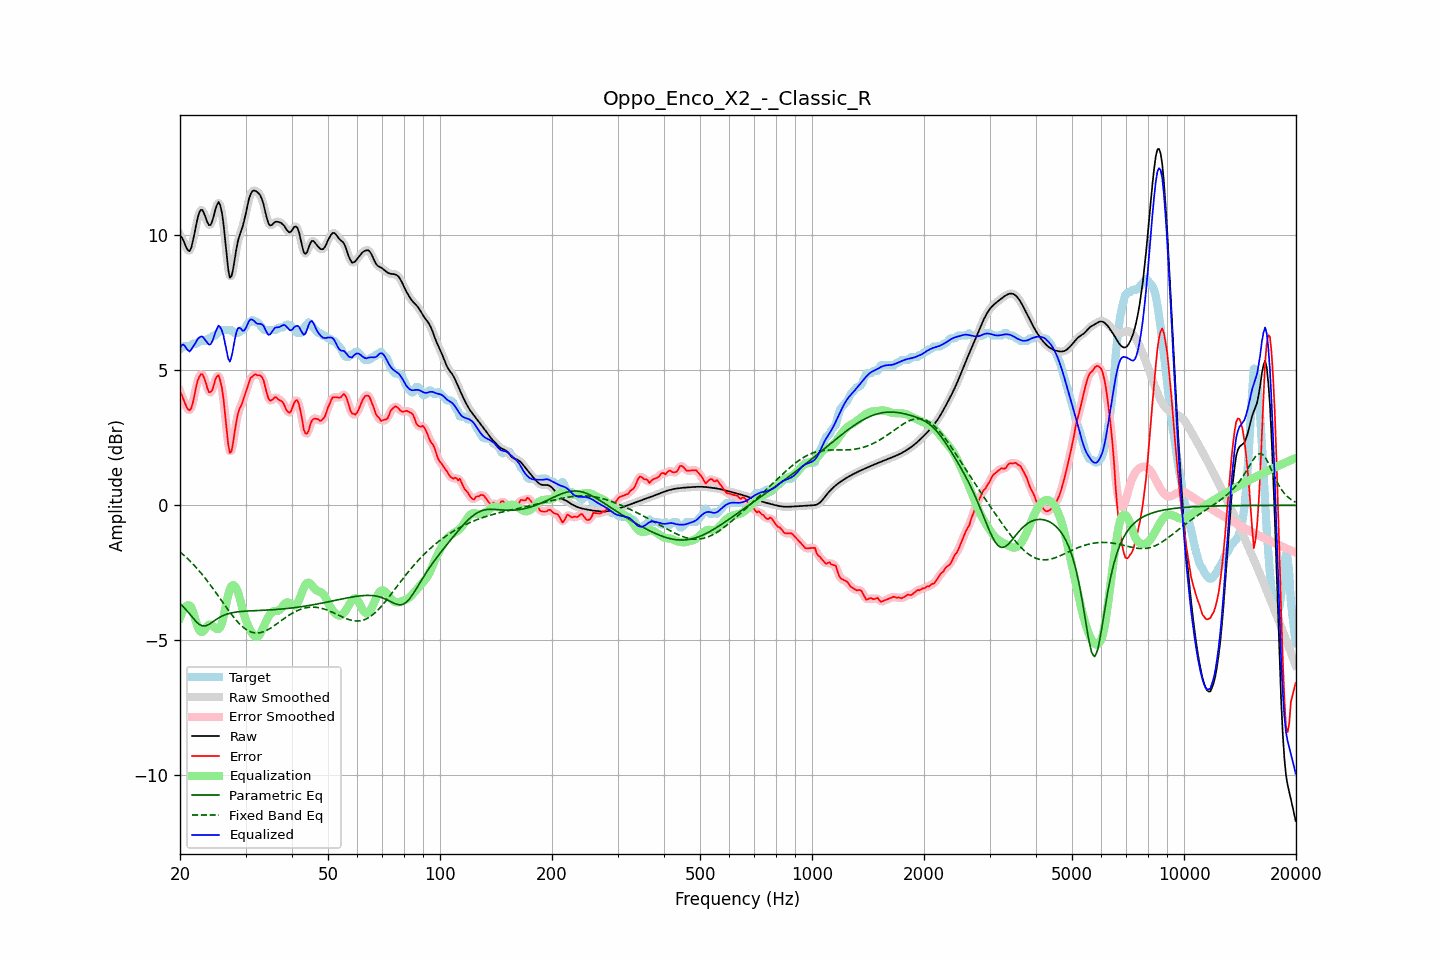 Oppo_Enco_X2_-_Classic_R
Amplitude (dBr)
10
5
0
−5
−10
Target
Raw Smoothed
Error Smoothed
Raw
Error
Equalization
Parametric Eq
Fixed Band Eq
Equalized
20
50
100
200
500
1000
2000
5000
10000
20000
Frequency (Hz)